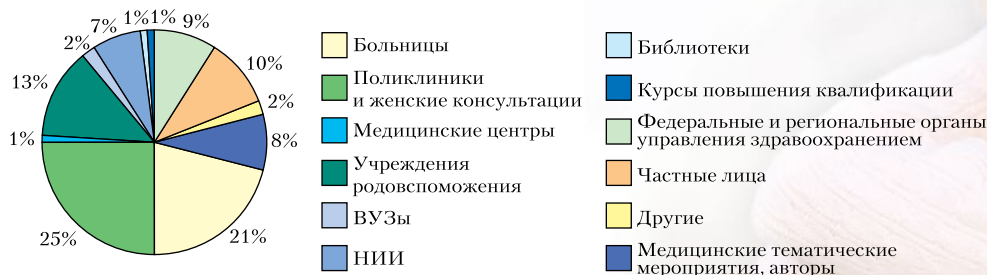 1%
1%
9%
7%
2%
10%
13%
2%
1%
8%
25%
21%
Больницы
Поликлиники
и женские консультации
Медицинские центры
Учреждения
родовспоможения
ВУЗы
НИИ
Библиотеки
Курсы повышения квалификации
Федеральные и региональные органы
управления здравоохранением
Частные лица
Другие
Медицинские тематические
мероприятия, авторы